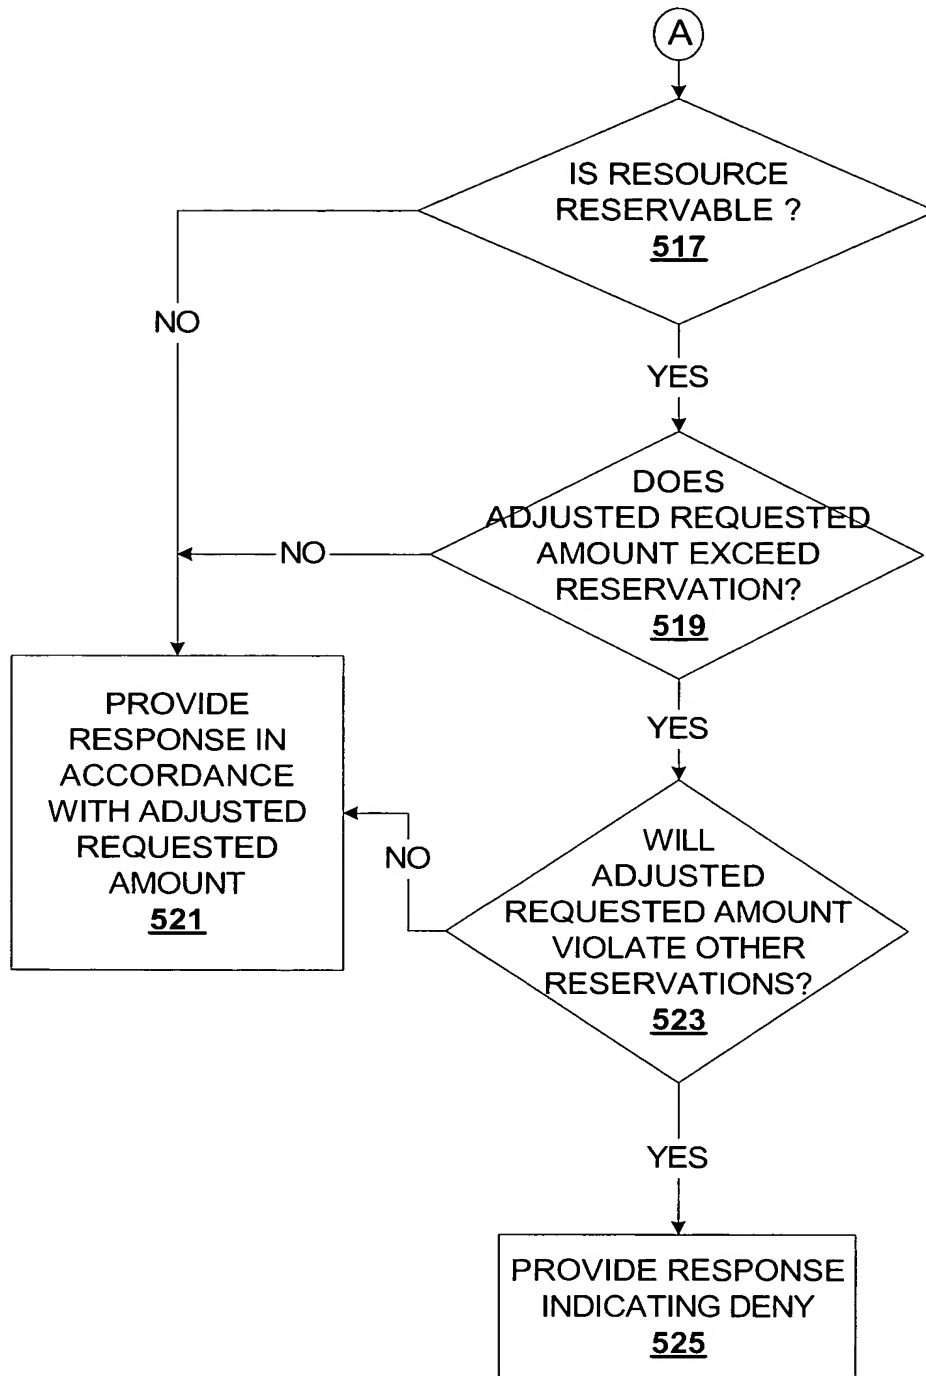 A
IS RESOURCE
RESERVABLE ?
517
NO
YES
DOES
ADJUSTED REQUESTED
AMOUNT EXCEED
RESERVATION?
519
NO
PROVIDE
RESPONSE IN
ACCORDANCE
WITH ADJUSTED
REQUESTED
AMOUNT
521
YES
WILL
ADJUSTED
REQUESTED AMOUNT
VIOLATE OTHER
RESERVATIONS?
523
NO
YES
PROVIDE RESPONSE
INDICATING DENY
525